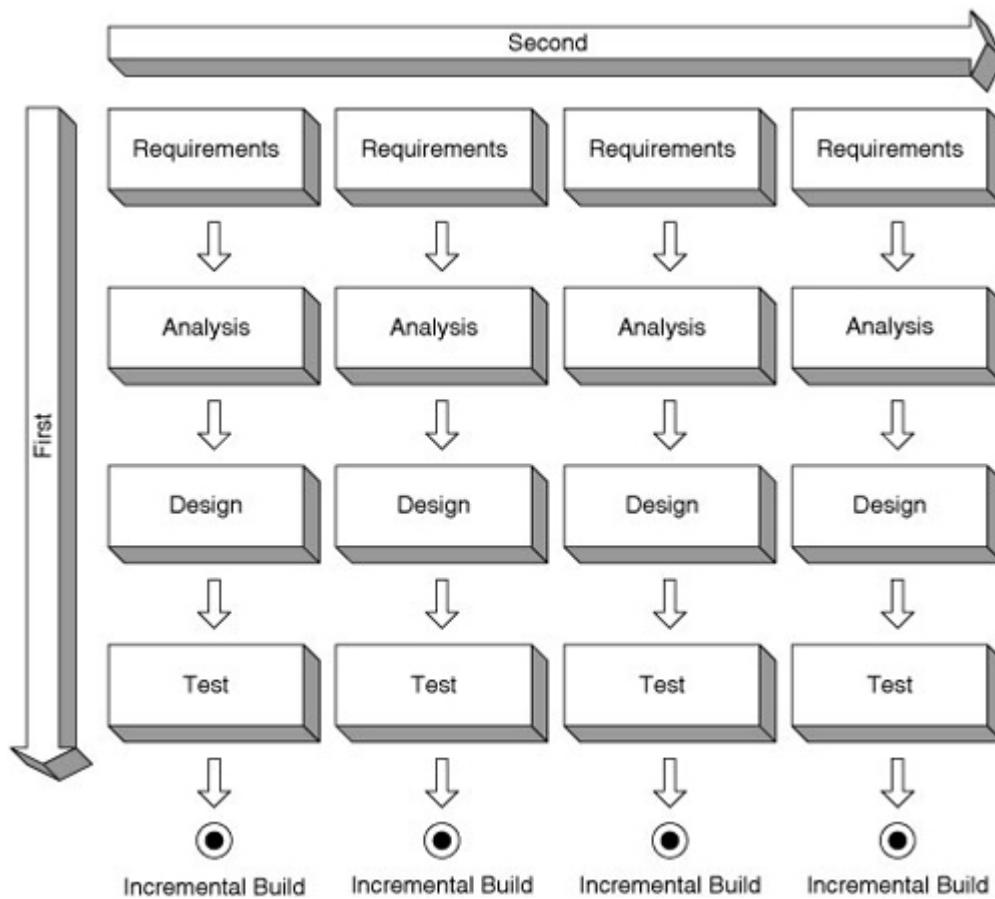 Second
First
Requirements
Requirements
Requirements
Requirements
Analysis
Analysis
Analysis
Analysis
Design
Design
Design
Design
Test
Test
Test
Test
Incremental Build
Incremental Build
Incremental Build
Incremental Build